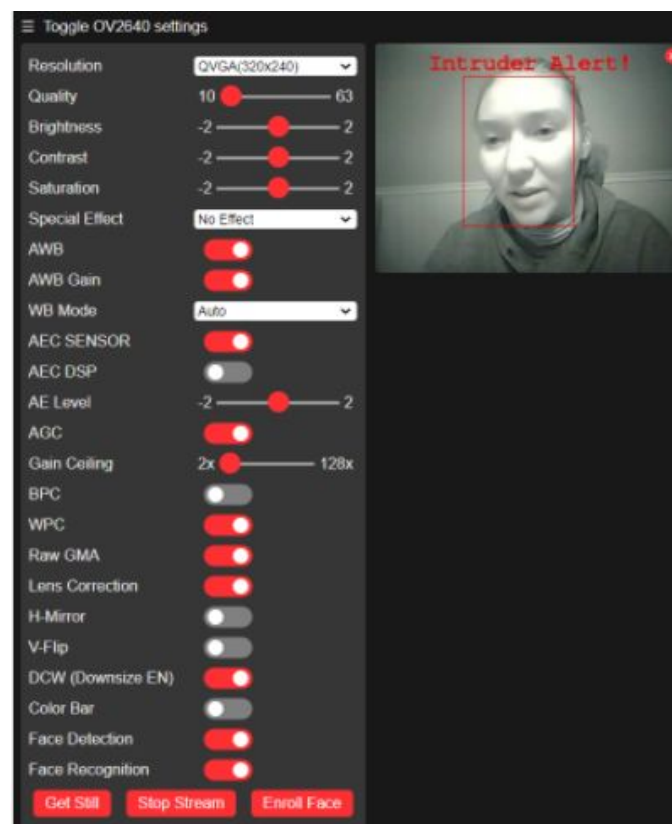 ☰ Toggle OV2640 settings
Resolution QVGA(320x240)
Quality 10 63
Brightness -2 2
Contrast -2 2
Saturation -2 2
Special Effect No Effect
AWB
AWB Gain
WB Mode Auto
AEC SENSOR
AEC DSP
AE Level -2 2
AGC
Gain Ceiling 2x 128x
BPC
WPC
Raw GMA
Lens Correction
H-Mirror
V-Flip
DCW (Downsize EN)
Color Bar
Face Detection
Face Recognition
Get Still Stop Stream Enroll Face
Intruder Alert!